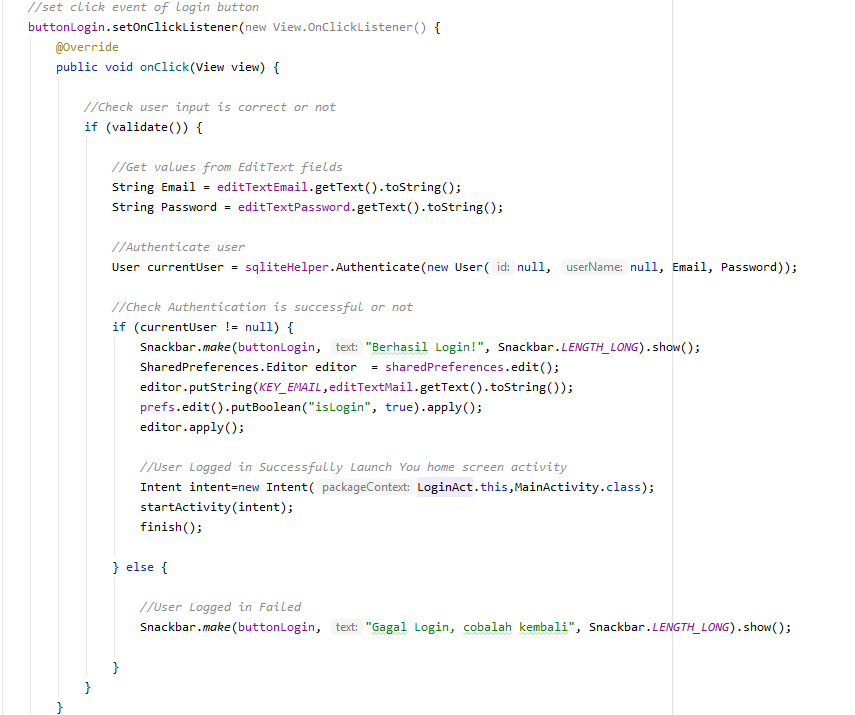 //set click event of login button
buttonLogin.setOnClickListener(new View.OnClickListener() {
@Override
public void onClick(View view) {
//Check user input is correct or not
if (validate()) {
//Get values from EditText fields
String Email = editTextEmail.getText().toString();
String Password = editTextPassword.getText().toString();
//Authenticate user
User currentUser = sqliteHelper.Authenticate(new User( id: null, userName: null, Email, Password));
//Check Authentication is successful or not
if (currentUser != null) {
Snackbar.make(buttonLogin, text: "Berhasil Login!", Snackbar.LENGTH_LONG).show();
SharedPreferences.Editor editor  = sharedPreferences.edit();
editor.putString(KEY_EMAIL,editTextMail.getText().toString());
prefs.edit().putBoolean("isLogin", true).apply();
editor.apply();
//User Logged in Successfully Launch You home screen activity
Intent intent=new Intent( packageContext: LoginAct.this,MainActivity.class);
startActivity(intent);
finish();
} else {
//User Logged in Failed
Snackbar.make(buttonLogin, text: "Gagal Login, cobalah kembali", Snackbar.LENGTH_LONG).show();
}
}
}